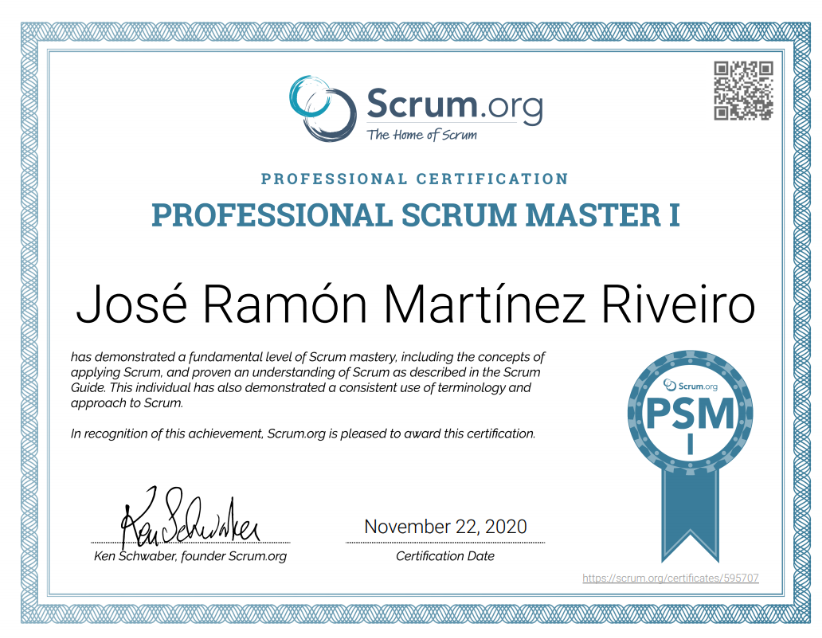 Scrum.org
The Home of Scrum
PROFESSIONAL CERTIFICATION
PROFESSIONAL SCRUM MASTER I
José Ramón Martínez Riveiro
has demonstrated a fundamental level of Scrum mastery, including the concepts of
applying Scrum, and proven an understanding of Scrum as described in the Scrum
Guide. This individual has also demonstrated a consistent use of terminology and
approach to Scrum.
In recognition of this achievement, Scrum.org is pleased to award this certification.
Scrum.org
PSM
I
Ken Schwaber
November 22, 2020
Ken Schwaber, founder Scrum.org
Certification Date
https://scrum.org/certificates/595707